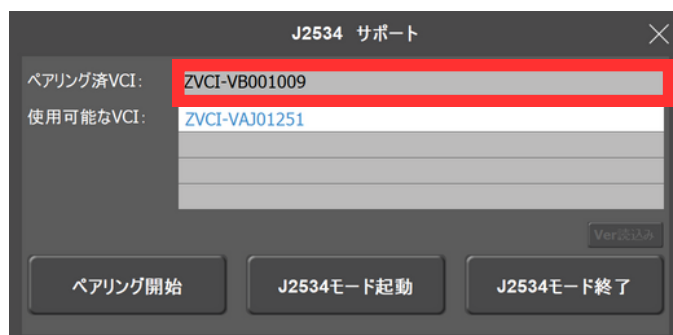 J2534 サポート
ペアリング済VCI: ZVCI-VB001009
使用可能なVCI: ZVCI-VAJ01251
Ver読込み
ペアリング開始 J2534モード起動 J2534モード終了